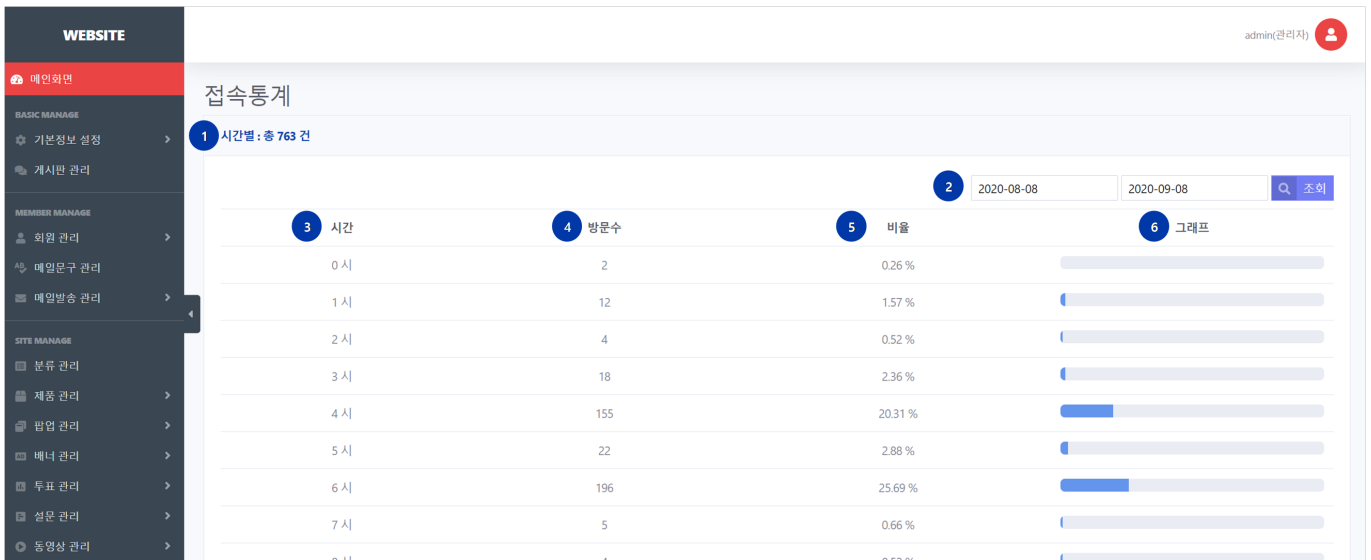 WEBSITE
admin(관리자)
메인화면
BASIC MANAGE
기본정보 설정
게시판 관리
MEMBER MANAGE
회원 관리
메일문구 관리
메일발송 관리
SITE MANAGE
분류 관리
제품 관리
팝업 관리
배너 관리
투표 관리
설문 관리
동영상 관리
접속통계
1 시간별 : 총 763 건
2 2020-08-08 2020-09-08 조회
3 시간 4 방문수 5 비율 6 그래프
0 시 2 0.26 %
1 시 12 1.57 %
2 시 4 0.52 %
3 시 18 2.36 %
4 시 155 20.31 %
5 시 22 2.88 %
6 시 196 25.69 %
7 시 5 0.66 %